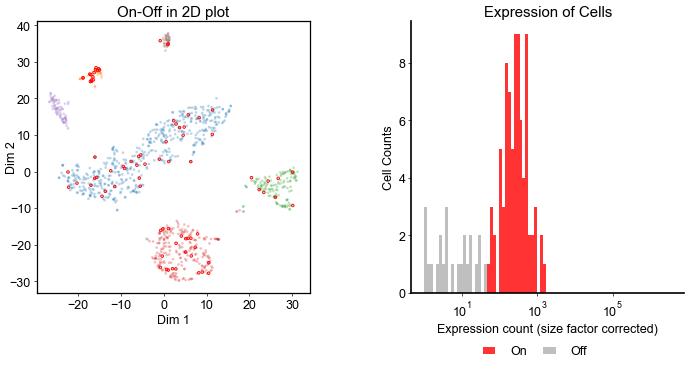 On-Off in 2D plot
40
30
20
10
0
−10
−20
−30
Dim 2
−20 −10 0 10 20 30
Dim 1
Expression of Cells
8
6
4
2
0
Cell Counts
10^1 10^3 10^5
Expression count (size factor corrected)
On Off